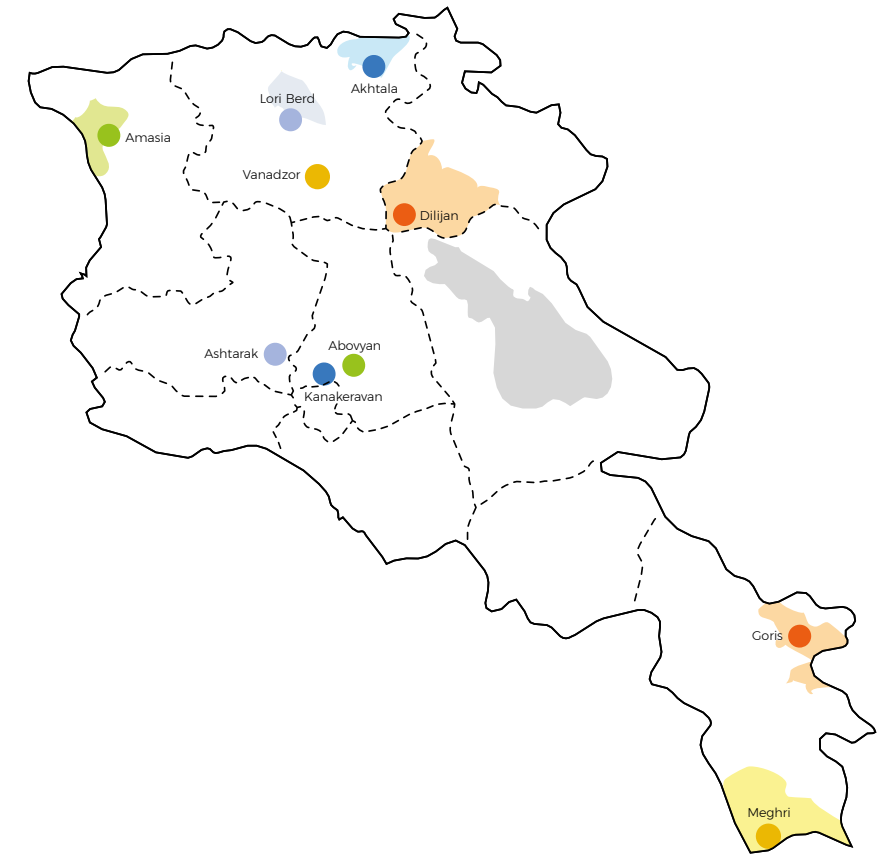 Akhtala
Lori Berd
Amasia
Vanadzor
Dilijan
Abovyan
Ashtarak
Kanakeravan
Goris
Meghri